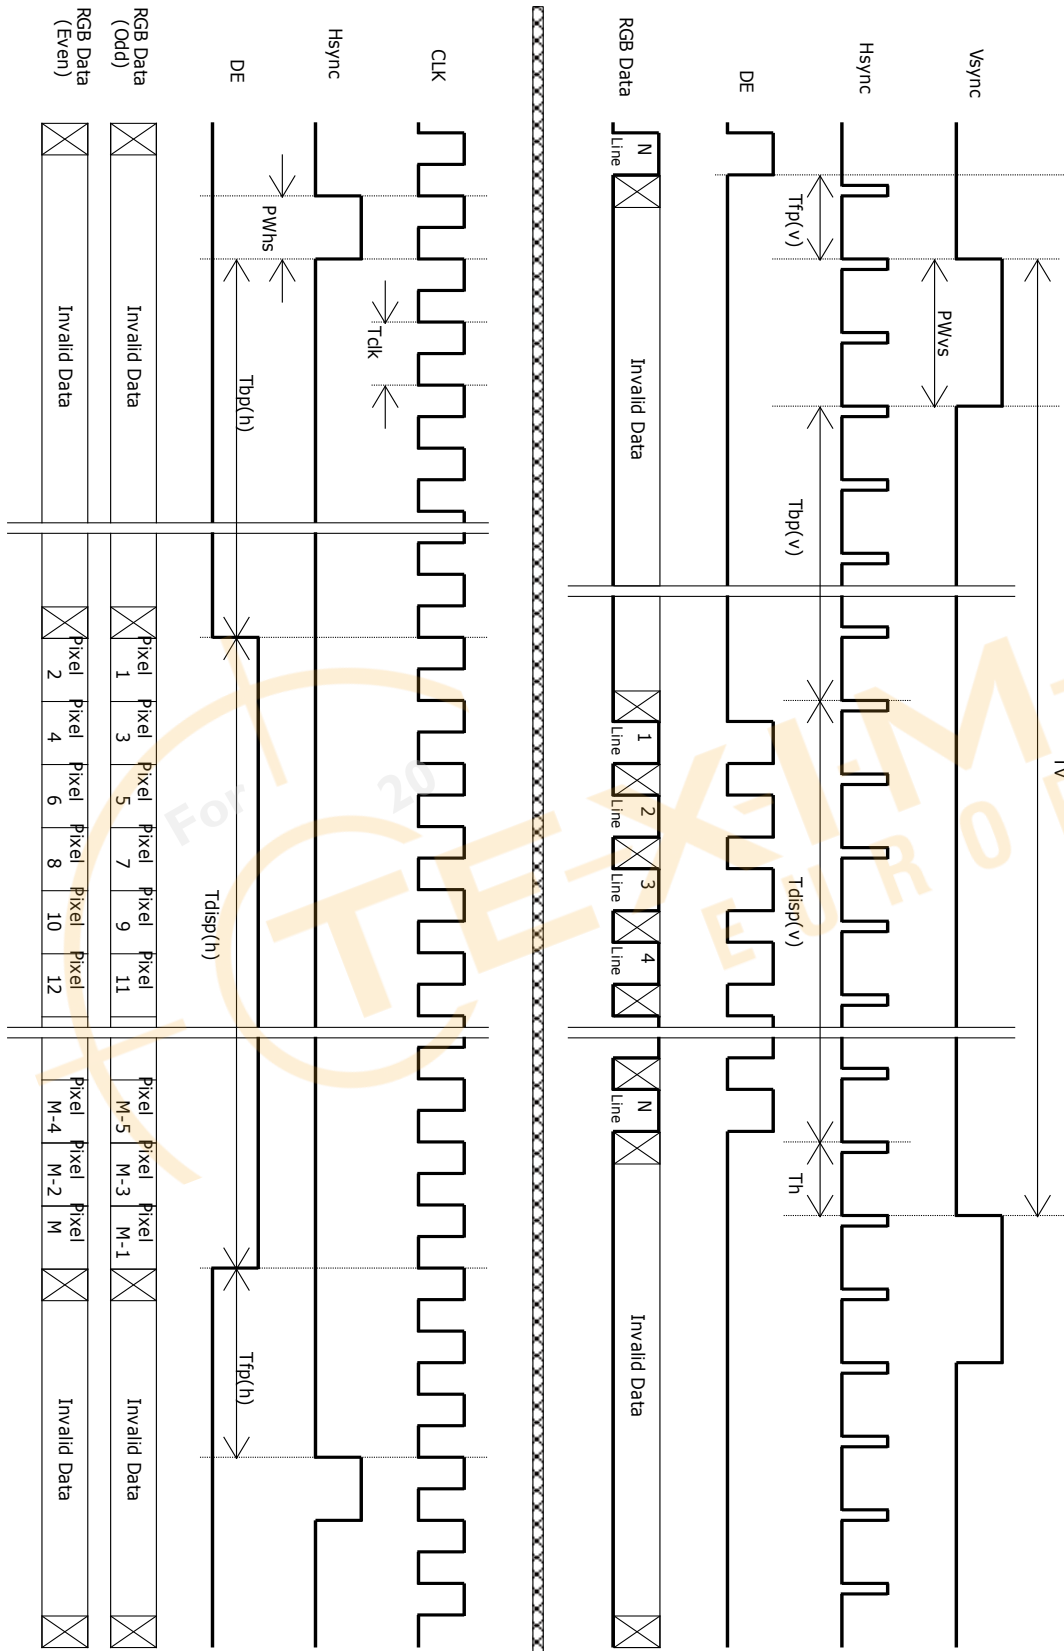 Vsync
Tv
PWvs
Hsync
Tfp(v)
Tbp(v)
Tdisp(v)
Th
DE
RGB Data
N
Line
Invalid Data
1
Line
2
Line
3
Line
4
Line
N
Line
Invalid Data
CLK
Tclk
Hsync
PWhs
DE
Tbp(h)
Tdisp(h)
Tfp(h)
RGB Data
(Odd)
Invalid Data
Pixel Pixel Pixel Pixel Pixel Pixel Pixel Pixel Pixel
1 3 5 7 9 11 M-5 M-3 M-1
Invalid Data
RGB Data
(Even)
Invalid Data
Pixel Pixel Pixel Pixel Pixel Pixel Pixel Pixel Pixel
2 4 6 8 10 12 M-4 M-2 M
Invalid Data
For 20
TEXIM
EURO